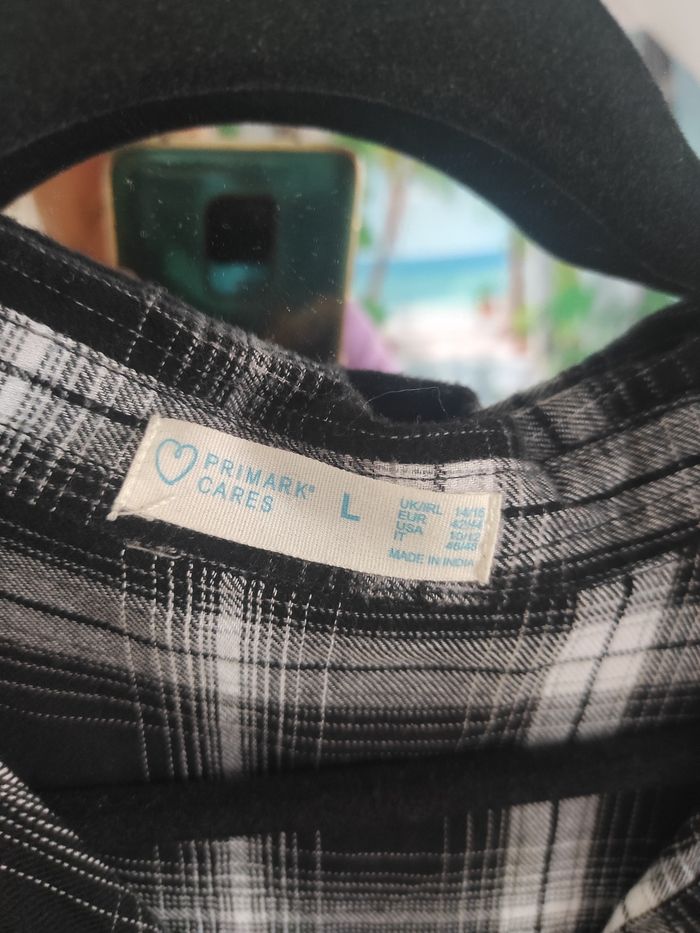 PRIMARK®
CARES
L
UK/IRL 14/16
EUR 42/44
USA 10/12
IT 46/48
MADE IN INDIA